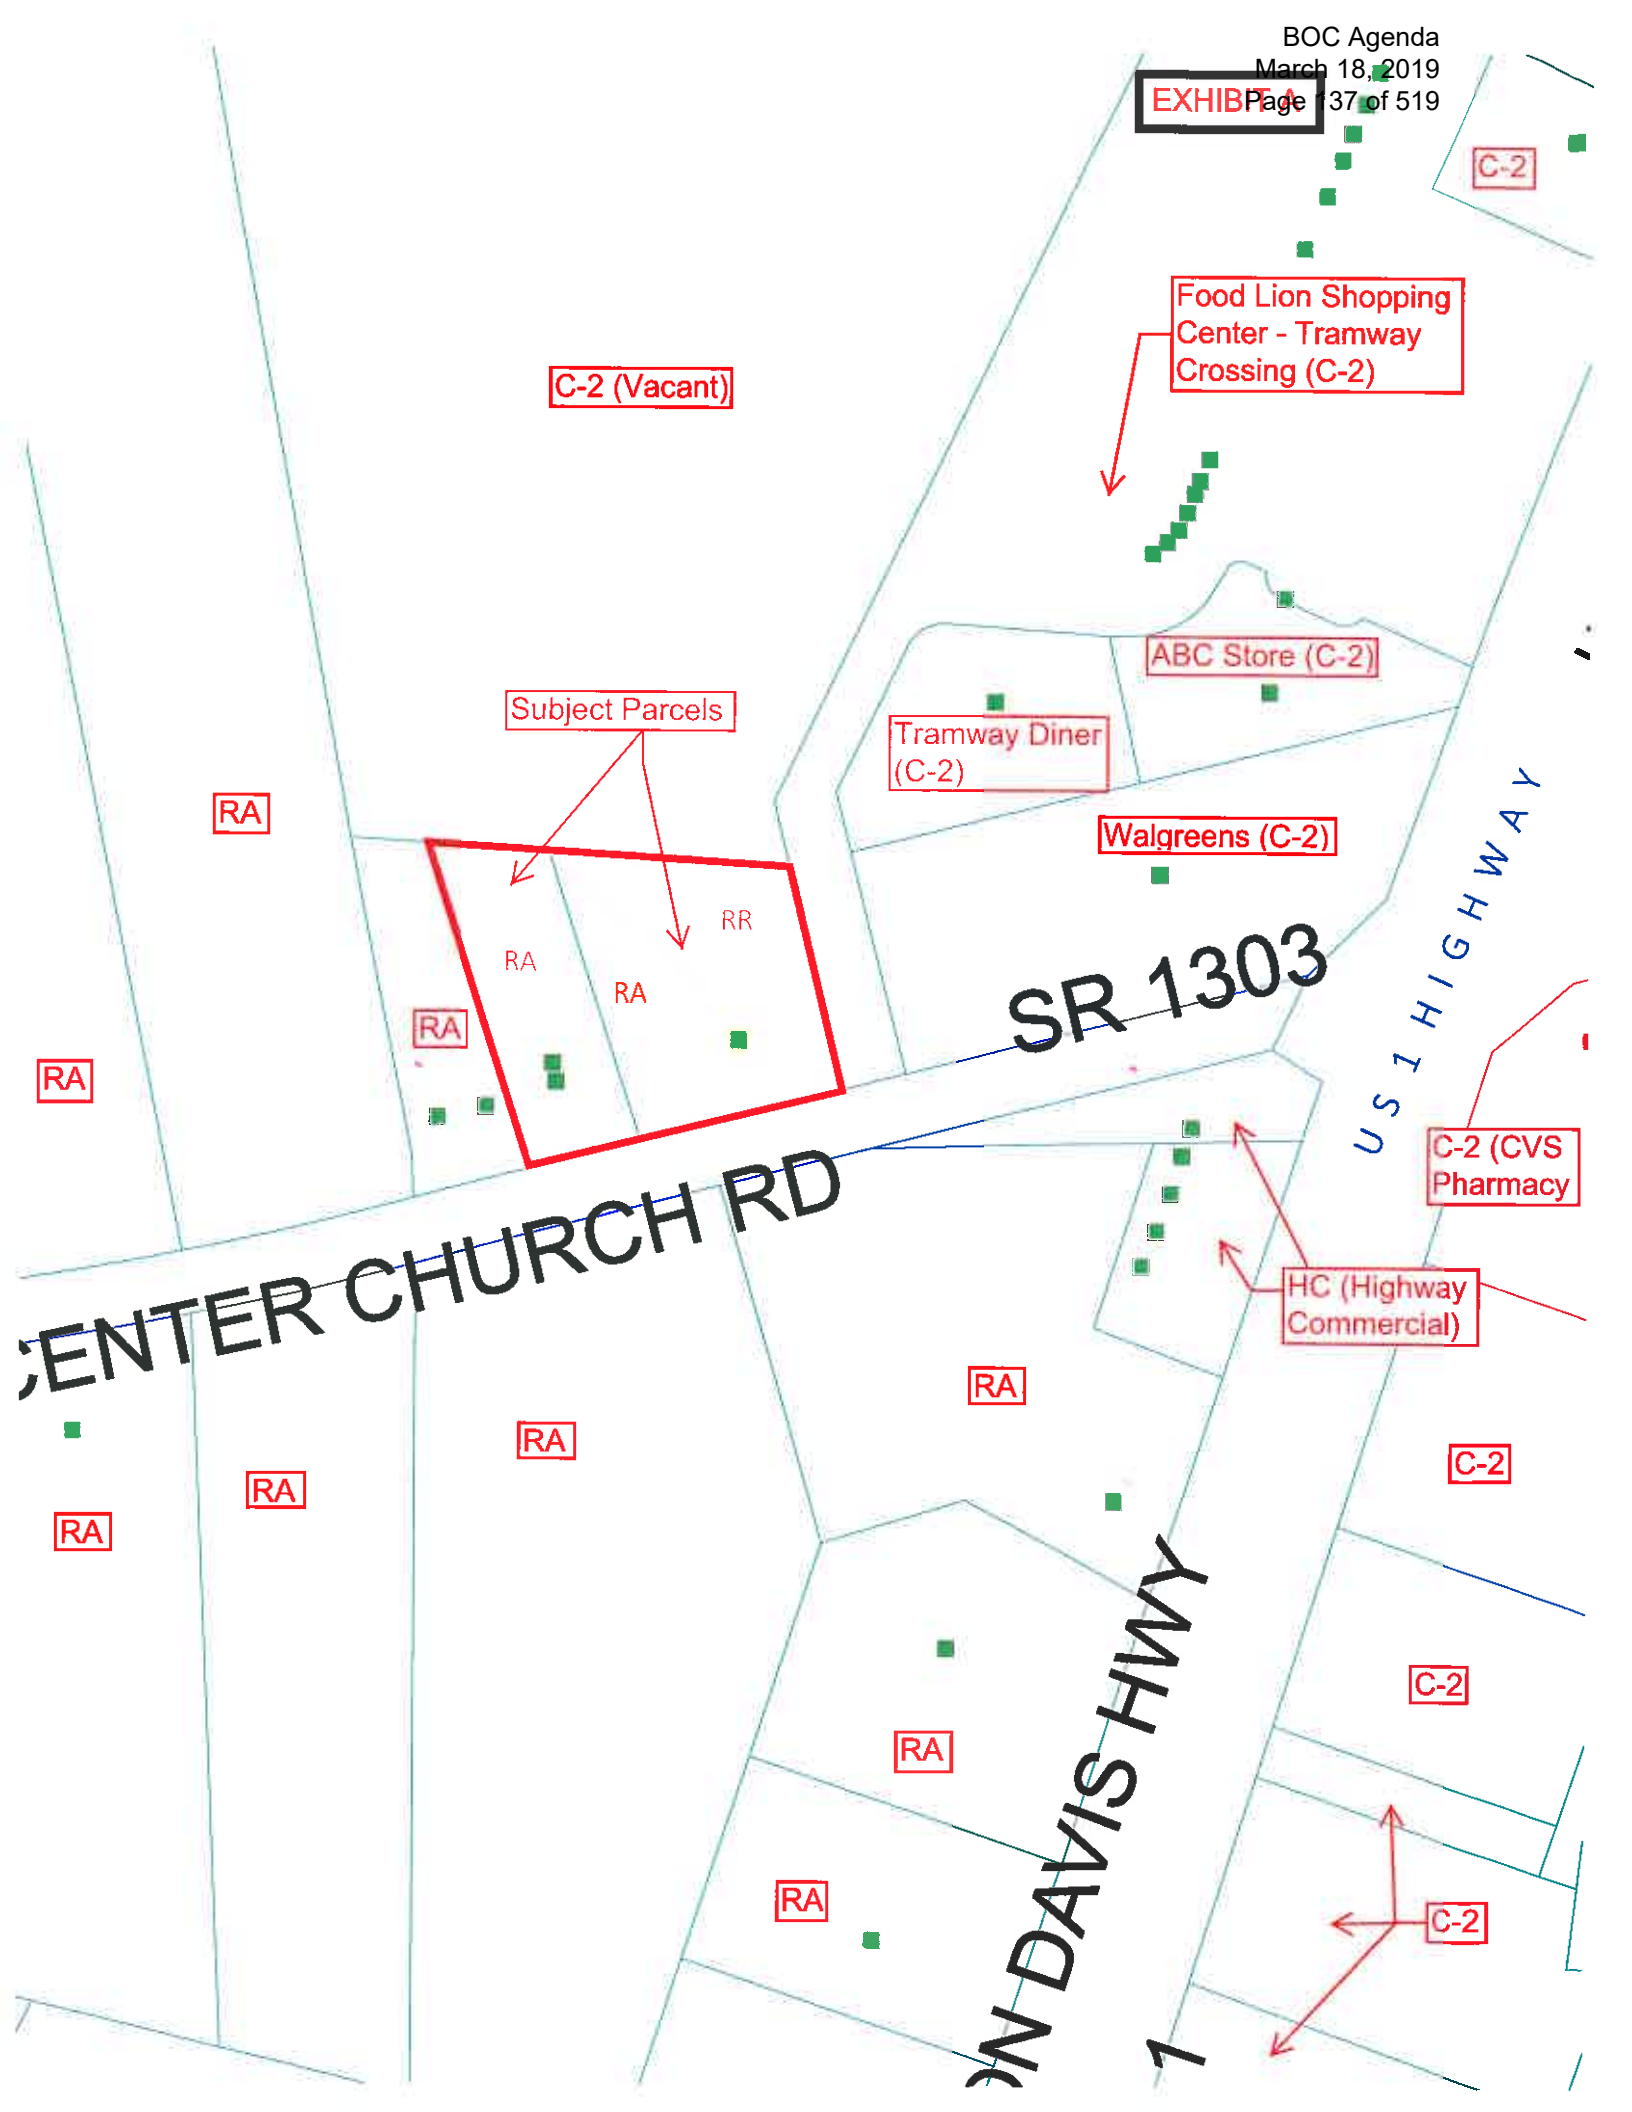 BOC Agenda
March 18, 2019
Page 137 of 519
EXHIBIT A
C-2
Food Lion Shopping
Center - Tramway
Crossing (C-2)
C-2 (Vacant)
ABC Store (C-2)
Subject Parcels
Tramway Diner
(C-2)
RA
Walgreens (C-2)
US 1 HIGHWAY
RR
RA
RA
SR 1303
RA
RA
C-2 (CVS
Pharmacy
CENTER CHURCH RD
HC (Highway
Commercial)
RA
RA
C-2
RA
RA
C-2
RA
RA
C-2
ON DAVIS HWY
1